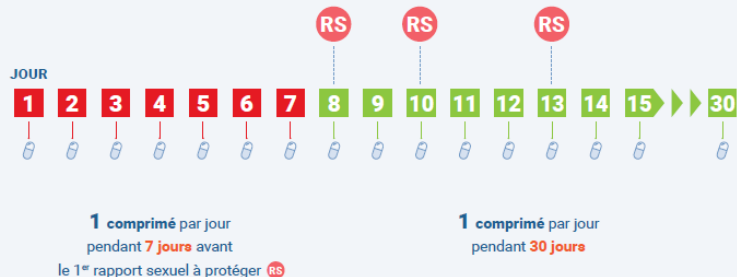 RS RS RS
JOUR
1 2 3 4 5 6 7 8 9 10 11 12 13 14 15 30
1 comprimé par jour
pendant 7 jours avant
le 1er rapport sexuel à protéger RS
1 comprimé par jour
pendant 30 jours